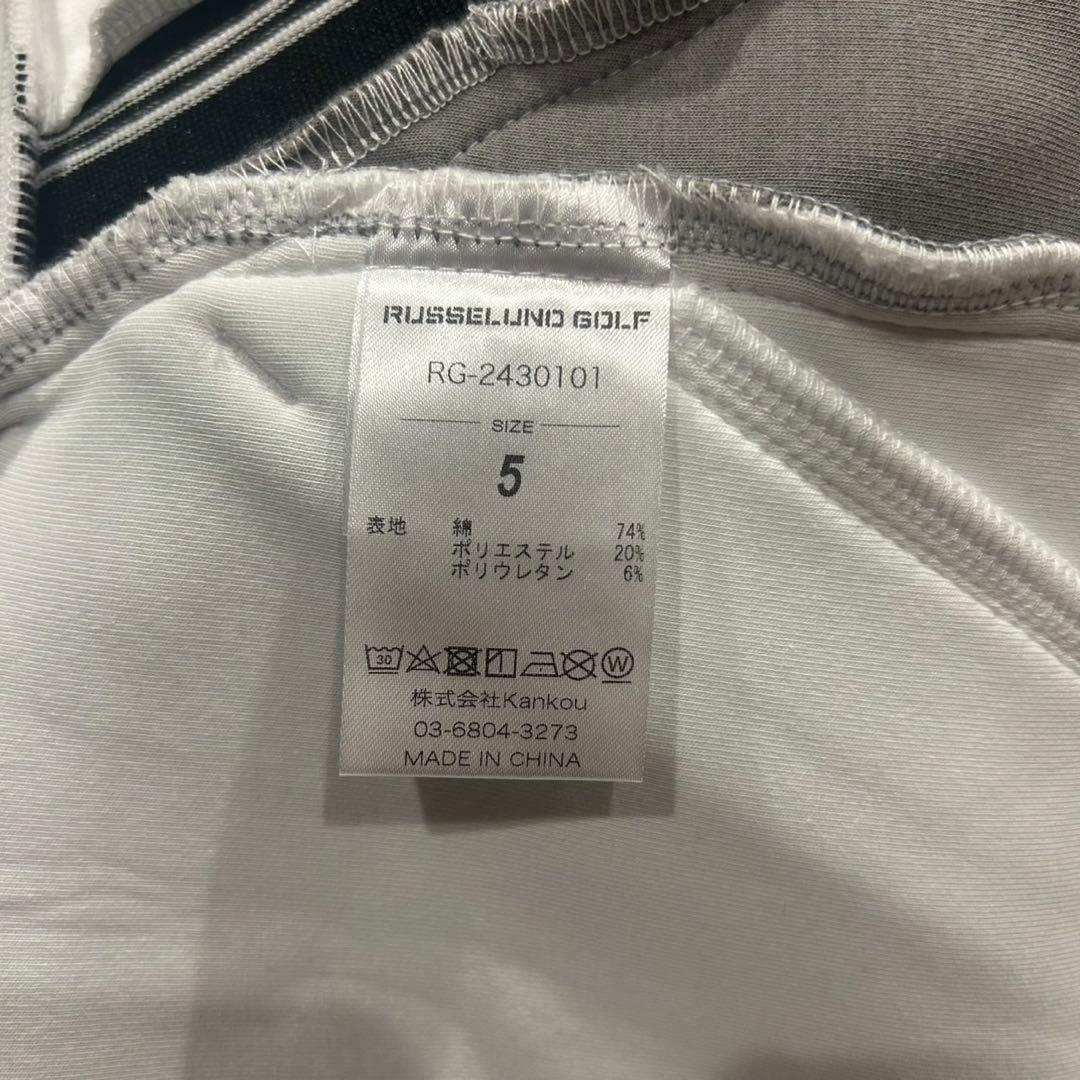 RUSSELUNO GOLF
RG-2430101
SIZE
5
表地 綿 74%
ポリエステル 20%
ポリウレタン 6%
30 W
株式会社Kankou
03-6804-3273
MADE IN CHINA